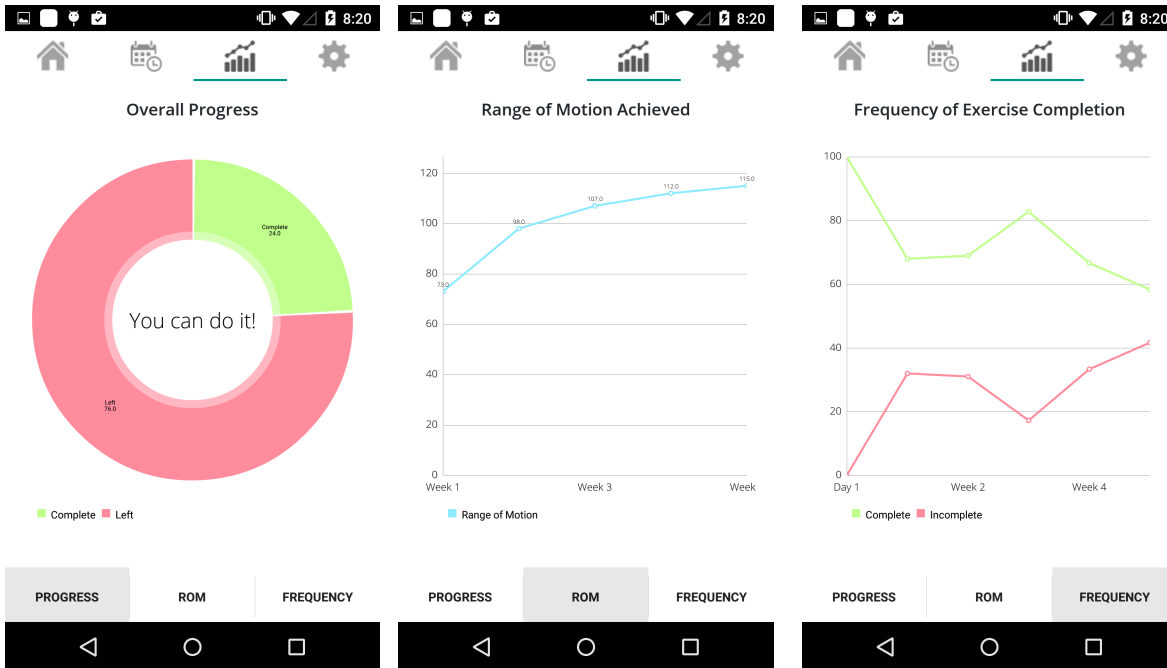 8:20
Overall Progress
Complete
24.0
You can do it!
Left
76.0
Complete Left
PROGRESS ROM FREQUENCY
8:20
Range of Motion Achieved
120
100
80
60
40
20
0
73.0
98.0
107.0
112.0
115.0
Week 1 Week 3 Week
Range of Motion
PROGRESS ROM FREQUENCY
8:20
Frequency of Exercise Completion
100
80
60
40
20
0
Day 1 Week 2 Week 4
Complete Incomplete
PROGRESS ROM FREQUENCY